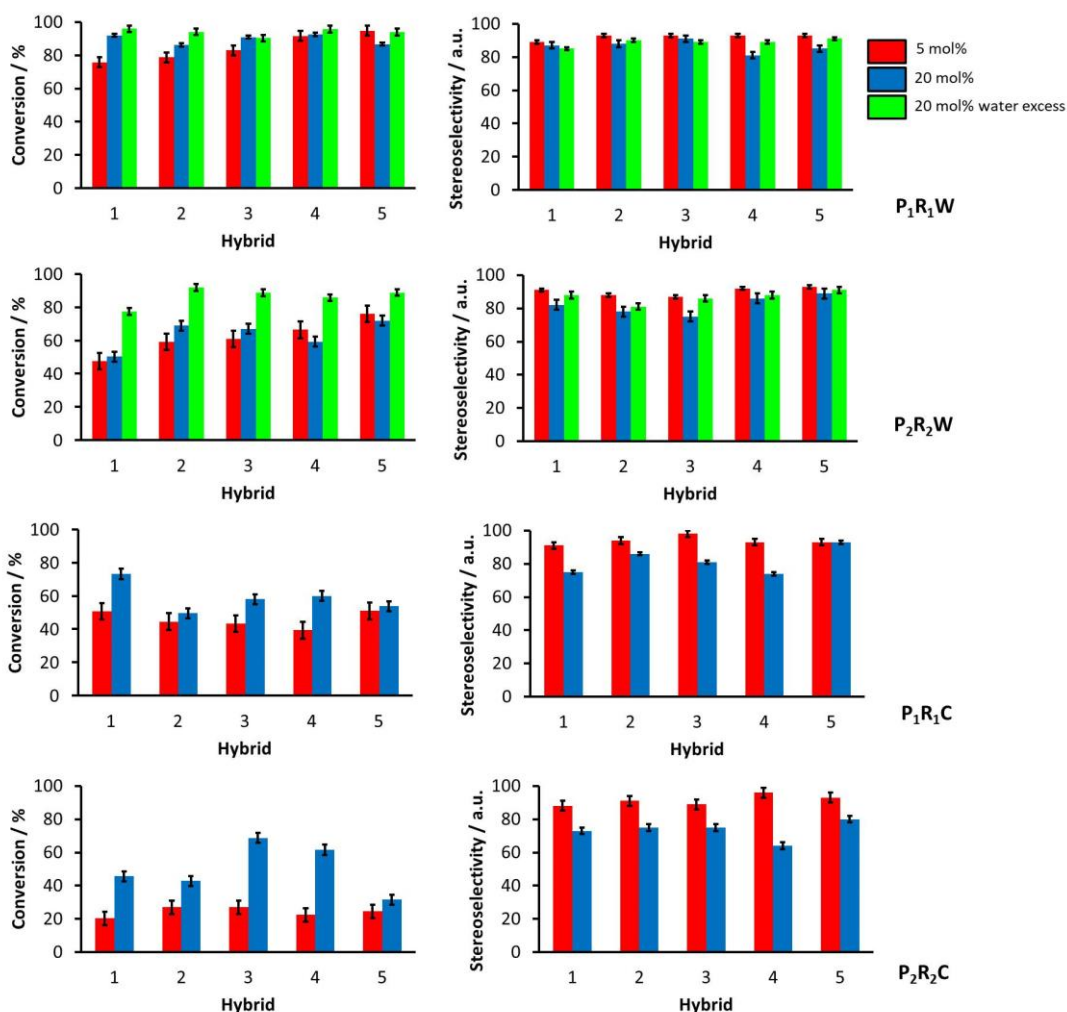 100
80
60
40
20
0
Conversion / %
1 2 3 4 5
Hybrid
100
80
60
40
20
0
Stereoselectivity / a.u.
1 2 3 4 5
Hybrid
5 mol%
20 mol%
20 mol% water excess
P₁R₁W
100
80
60
40
20
0
Conversion / %
1 2 3 4 5
Hybrid
100
80
60
40
20
0
Stereoselectivity / a.u.
1 2 3 4 5
Hybrid
P₂R₂W
100
80
60
40
20
0
Conversion / %
1 2 3 4 5
Hybrid
100
80
60
40
20
0
Stereoselectivity / a.u.
1 2 3 4 5
Hybrid
P₁R₁C
100
80
60
40
20
0
Conversion / %
1 2 3 4 5
Hybrid
100
80
60
40
20
0
Stereoselectivity / a.u.
1 2 3 4 5
Hybrid
P₂R₂C